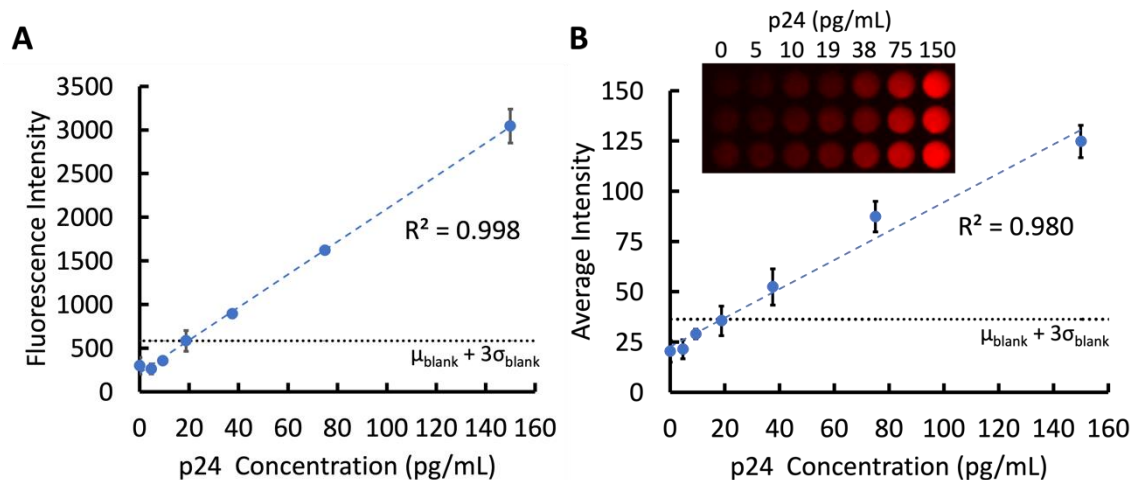 A
Fluorescence Intensity
3500
3000
2500
2000
1500
1000
500
0
R² = 0.998
μblank + 3σblank
0 20 40 60 80 100 120 140 160
p24 Concentration (pg/mL)
B
p24 (pg/mL)
0 5 10 19 38 75 150
Average Intensity
150
125
100
75
50
25
0
R² = 0.980
μblank + 3σblank
0 20 40 60 80 100 120 140 160
p24 Concentration (pg/mL)